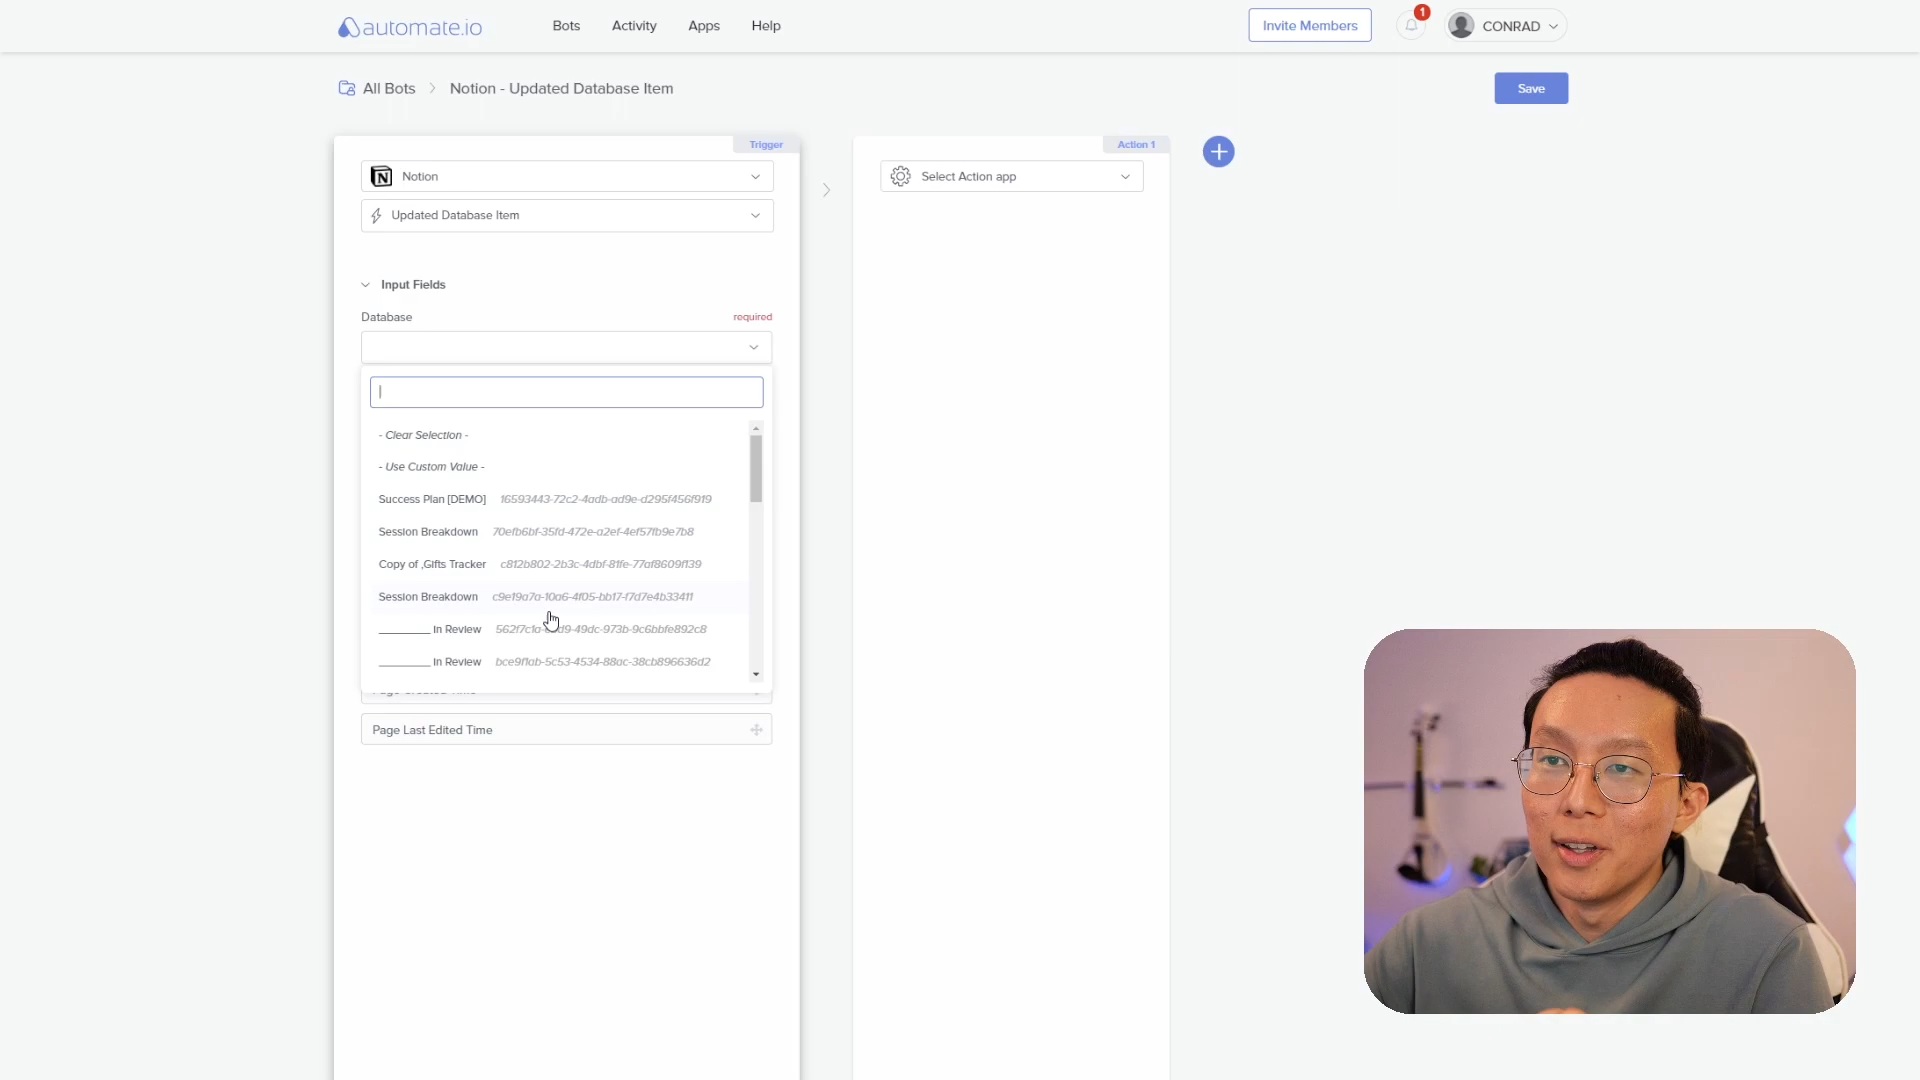 automate.io
Bots
Activity
Apps
Help
Invite Members
1
CONRAD
All Bots
Notion - Updated Database Item
Save
Trigger
Notion
Updated Database Item
Input Fields
Database
required
- Clear Selection -
- Use Custom Value -
Success Plan [DEMO] 16593443-72c2-4adb-ad9e-d295f456f919
Session Breakdown 70efb6bf-35fd-472e-a2ef-4ef57fb9e7b8
Copy of ,Gifts Tracker c812b802-2b3c-4dbf-81fe-77af8609f139
Session Breakdown c9e19a7a-10a6-4f05-bb17-f7d7e4b33411
________ In Review
________ In Review bce9f1ab-5c53-4534-88ac-38cb896636d2
Page Last Edited Time
Action 1
Select Action app